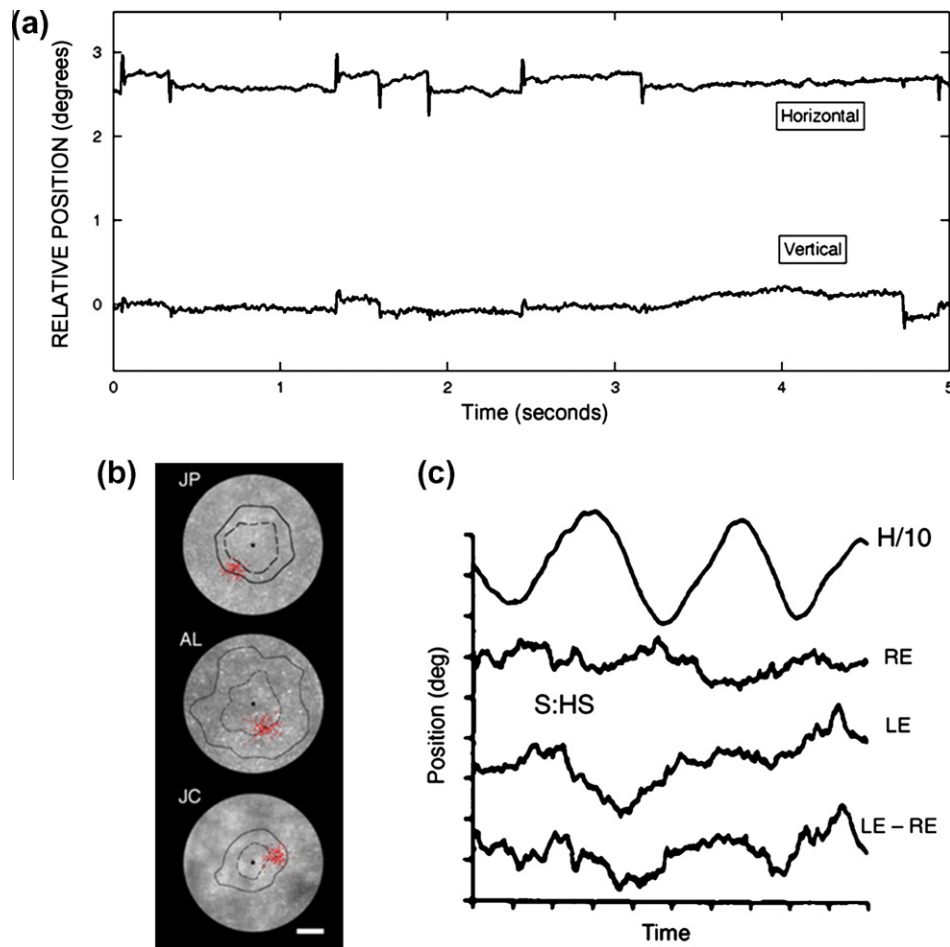 (a)
RELATIVE POSITION (degrees)
3
2
1
0
Horizontal
Vertical
0 1 2 3 4 5
Time (seconds)
(b)
JP
AL
JC
(c)
Position (deg)
H/10
RE
S:HS
LE
LE – RE
Time